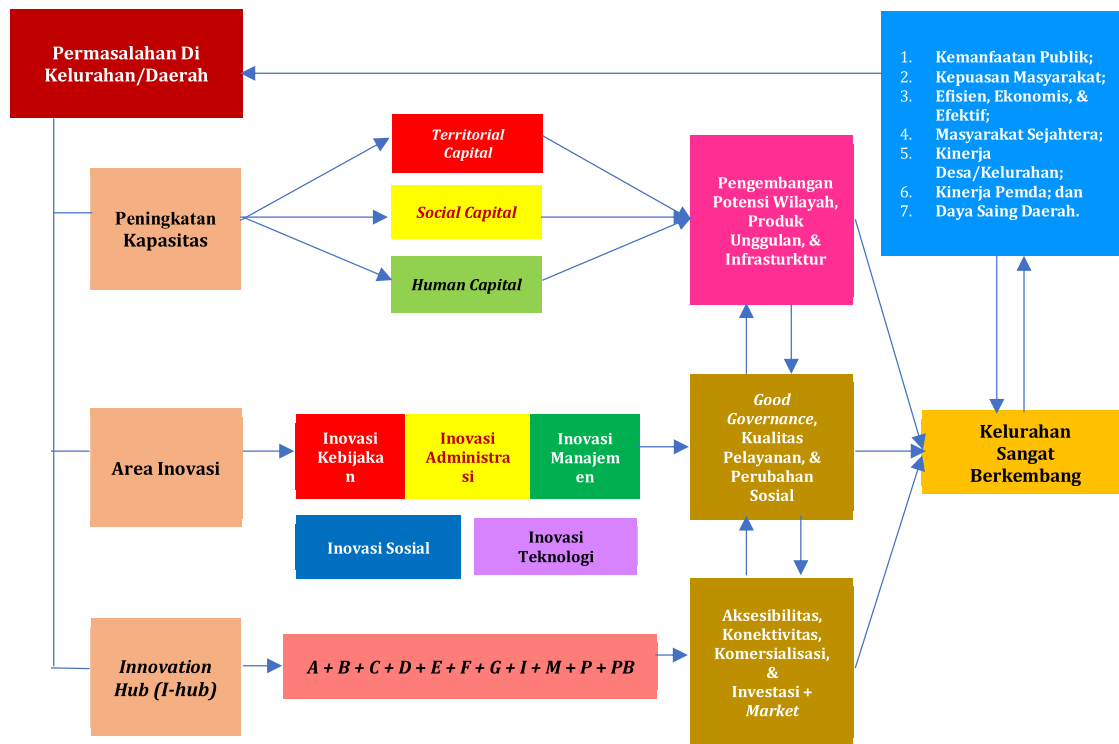 Permasalahan Di
Kelurahan/Daerah
1. Kemanfaatan Publik;
2. Kepuasan Masyarakat;
3. Efisien, Ekonomis, &
Efektif;
4. Masyarakat Sejahtera;
5. Kinerja
Desa/Kelurahan;
6. Kinerja Pemda; dan
7. Daya Saing Daerah.
Peningkatan
Kapasitas
Territorial
Capital
Social Capital
Human Capital
Pengembangan
Potensi Wilayah,
Produk
Unggulan, &
Infrasturktur
Area Inovasi
Inovasi
Kebijaka
n
Inovasi
Administra
si
Inovasi
Manajem
en
Inovasi Sosial
Inovasi
Teknologi
Good
Governance,
Kualitas
Pelayanan, &
Perubahan
Sosial
Kelurahan
Sangat
Berkembang
Innovation
Hub (I-hub)
A + B + C + D + E + F + G + I + M + P + PB
Aksesibilitas,
Konektivitas,
Komersialisasi,
&
Investasi +
Market